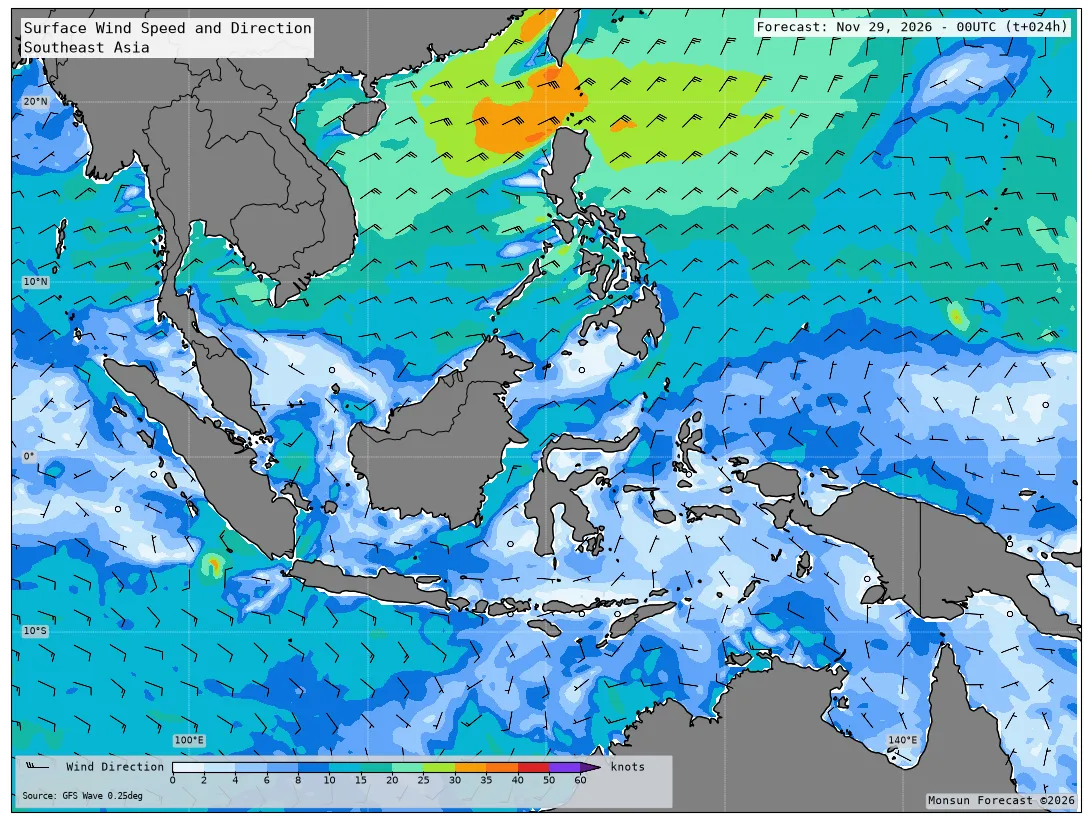 Surface Wind Speed and Direction
Southeast Asia
Forecast: Nov 29, 2026 - 00UTC (t+024h)
20°N
10°N
0°
10°S
100°E
140°E
Wind Direction
knots
0 2 4 6 8 10 15 20 25 30 35 40 50 60
Source: GFS Wave 0.25deg
Monsun Forecast ©2026